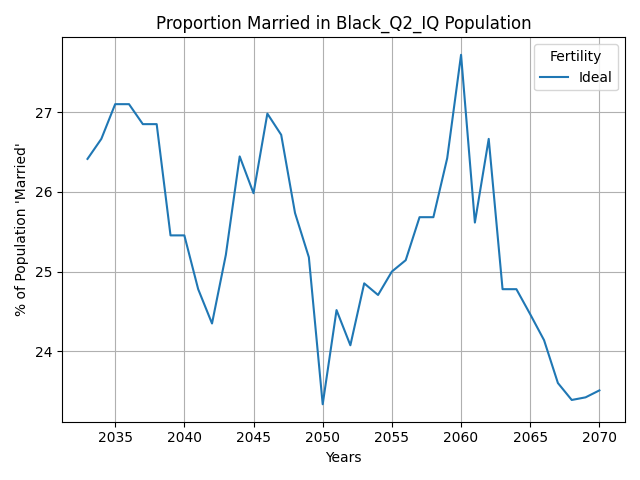 Proportion Married in Black_Q2_IQ Population
Fertility
Ideal
% of Population 'Married'
27
26
25
24
2035 2040 2045 2050 2055 2060 2065 2070
Years